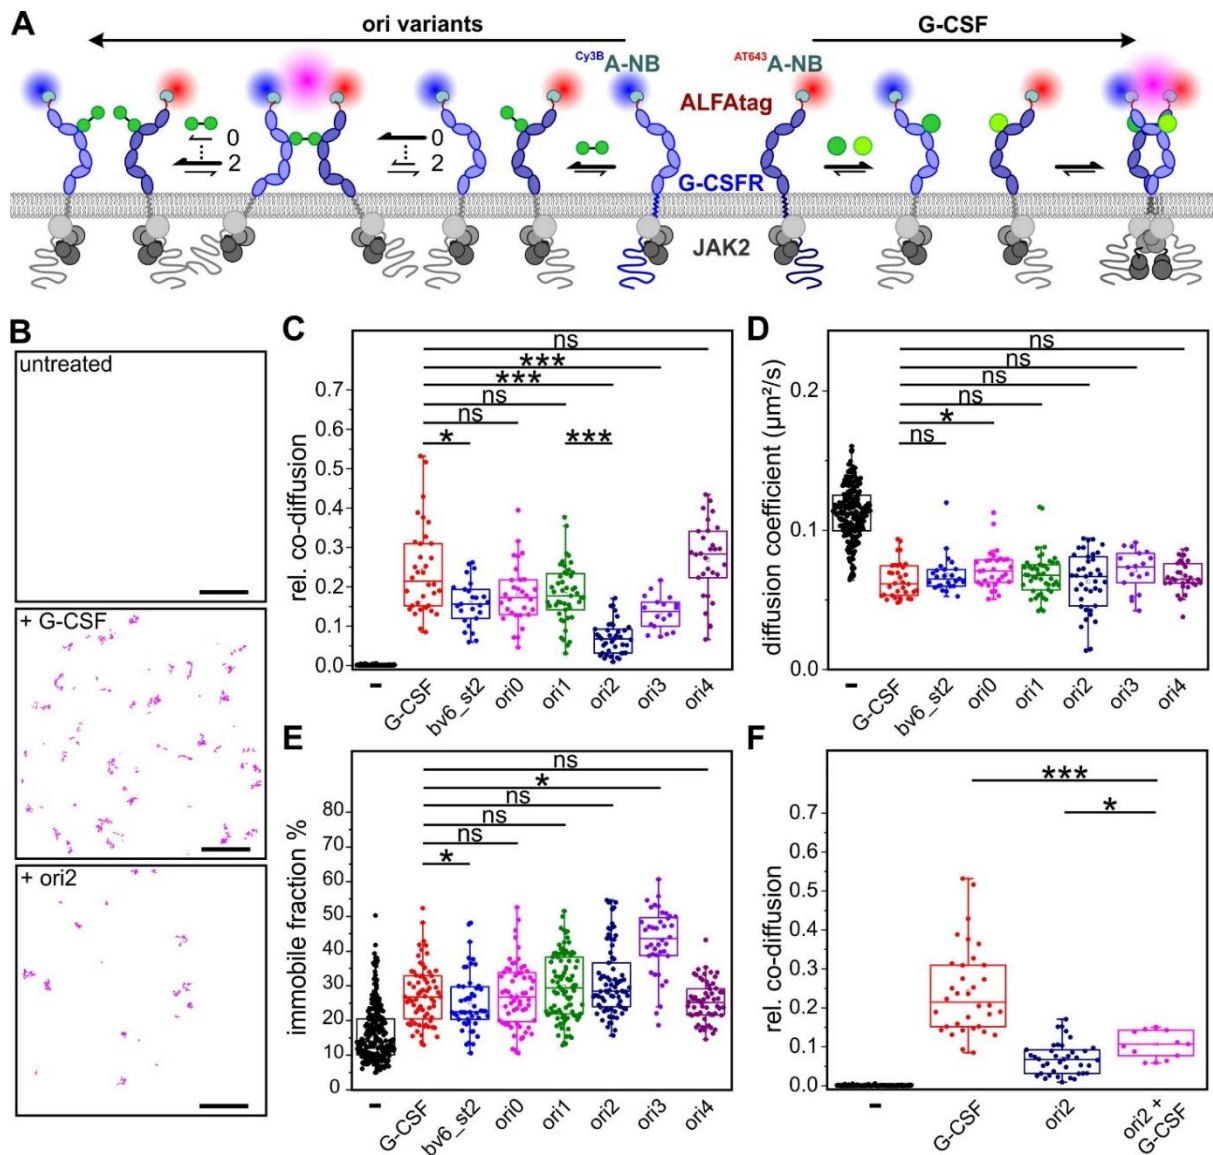 A
ori variants
G-CSF
Cy3B A-NB
AT643 A-NB
ALFAtag
0
2
0
2
G-CSFR
JAK2
B
untreated
+ G-CSF
+ ori2
C
rel. co-diffusion
0.7
0.6
0.5
0.4
0.3
0.2
0.1
0.0
ns
***
***
ns
ns
*
***
-
G-CSF
bv6_st2
ori0
ori1
ori2
ori3
ori4
D
diffusion coefficient (µm²/s)
0.2
0.1
0.0
ns
ns
ns
ns
*
ns
-
G-CSF
bv6_st2
ori0
ori1
ori2
ori3
ori4
E
immobile fraction %
80
70
60
50
40
30
20
10
0
ns
*
ns
ns
ns
*
-
G-CSF
bv6_st2
ori0
ori1
ori2
ori3
ori4
F
rel. co-diffusion
0.7
0.6
0.5
0.4
0.3
0.2
0.1
0.0
***
*
-
G-CSF
ori2
ori2 +
G-CSF